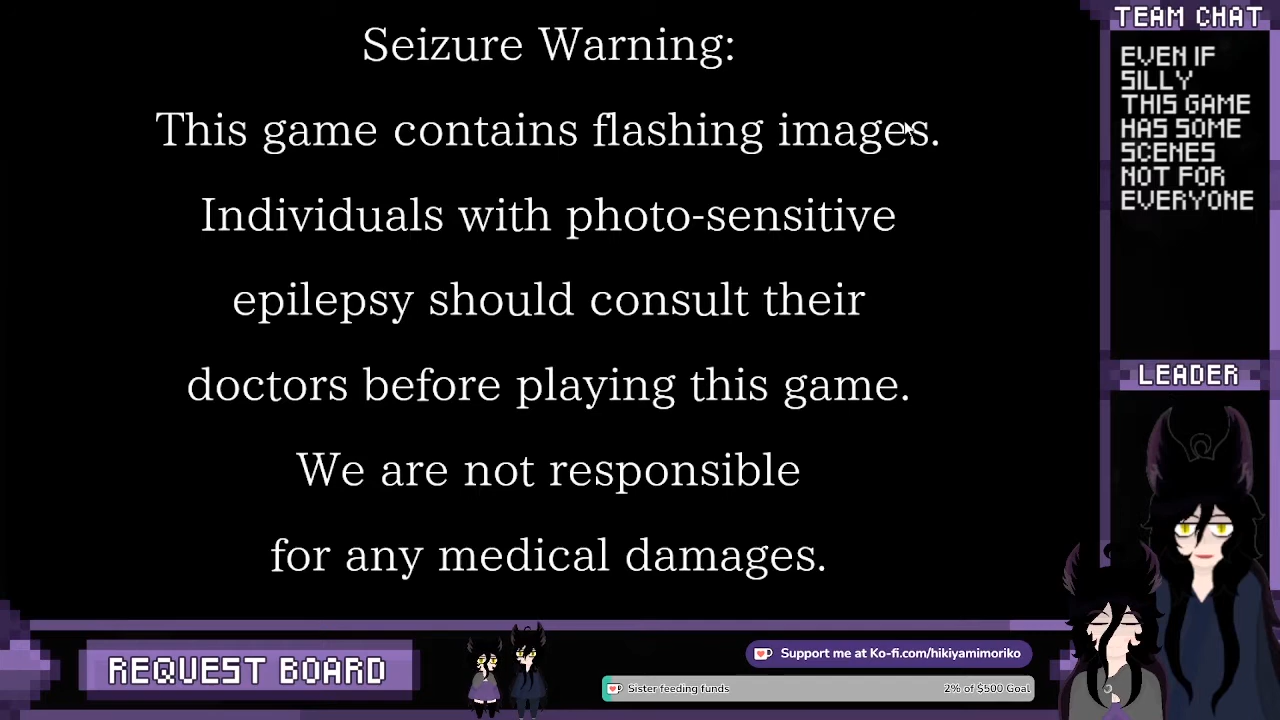 Seizure Warning:
This game contains flashing images.
Individuals with photo-sensitive
epilepsy should consult their
doctors before playing this game.
We are not responsible
for any medical damages.
TEAM CHAT
EVEN IF
SILLY
THIS GAME
HAS SOME
SCENES
NOT FOR
EVERYONE
LEADER
REQUEST BOARD
Support me at Ko-fi.com/hikiyamimoriko
Sister feeding funds 2% of $500 Goal